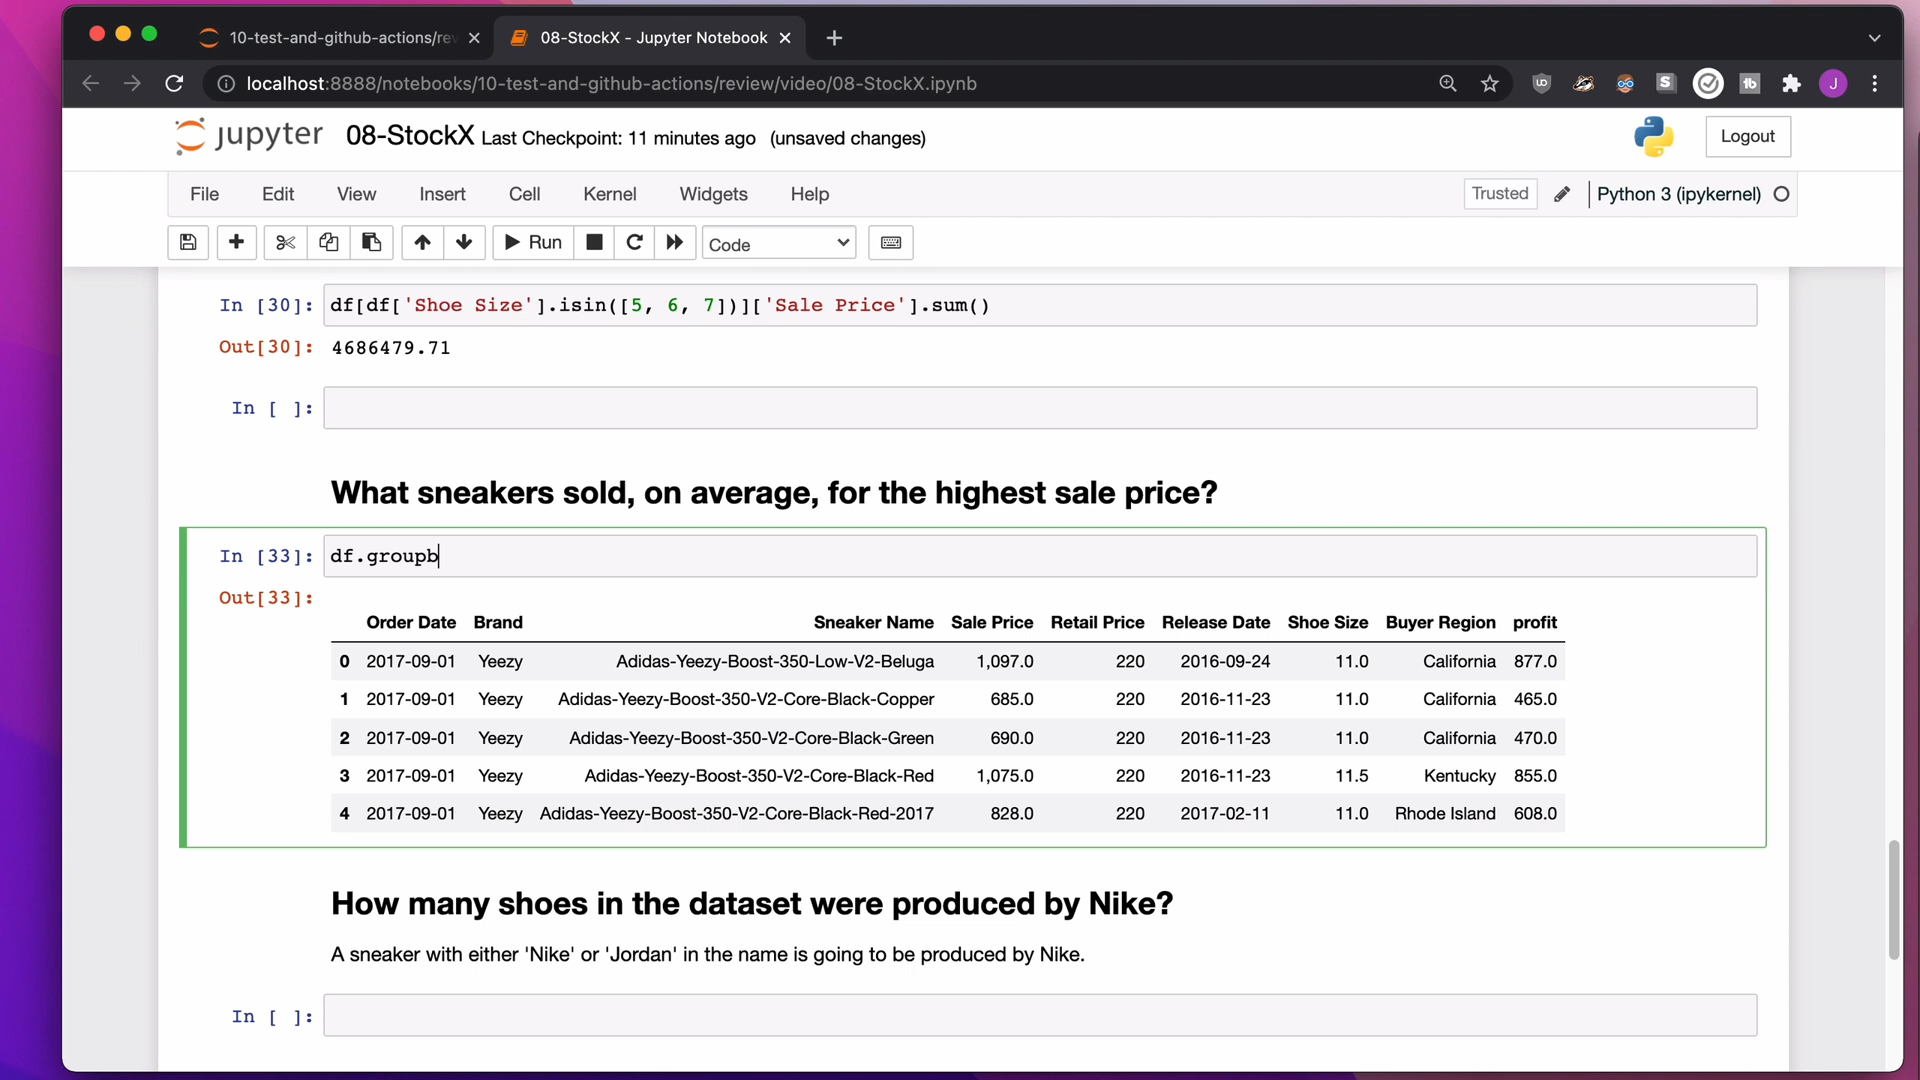 10-test-and-github-actions/re
08-StockX - Jupyter Notebook
localhost:8888/notebooks/10-test-and-github-actions/review/video/08-StockX.ipynb
jupyter 08-StockX Last Checkpoint: 11 minutes ago (unsaved changes) Logout
File Edit View Insert Cell Kernel Widgets Help Trusted Python 3 (ipykernel)
Run Code
In [30]: df[df['Shoe Size'].isin([5, 6, 7])]['Sale Price'].sum()
Out[30]: 4686479.71
In [ ]:
What sneakers sold, on average, for the highest sale price?
In [33]: df.groupb
Out[33]:
Order Date Brand Sneaker Name Sale Price Retail Price Release Date Shoe Size Buyer Region profit
0 2017-09-01 Yeezy Adidas-Yeezy-Boost-350-Low-V2-Beluga 1,097.0 220 2016-09-24 11.0 California 877.0
1 2017-09-01 Yeezy Adidas-Yeezy-Boost-350-V2-Core-Black-Copper 685.0 220 2016-11-23 11.0 California 465.0
2 2017-09-01 Yeezy Adidas-Yeezy-Boost-350-V2-Core-Black-Green 690.0 220 2016-11-23 11.0 California 470.0
3 2017-09-01 Yeezy Adidas-Yeezy-Boost-350-V2-Core-Black-Red 1,075.0 220 2016-11-23 11.5 Kentucky 855.0
4 2017-09-01 Yeezy Adidas-Yeezy-Boost-350-V2-Core-Black-Red-2017 828.0 220 2017-02-11 11.0 Rhode Island 608.0
How many shoes in the dataset were produced by Nike?
A sneaker with either 'Nike' or 'Jordan' in the name is going to be produced by Nike.
In [ ]: